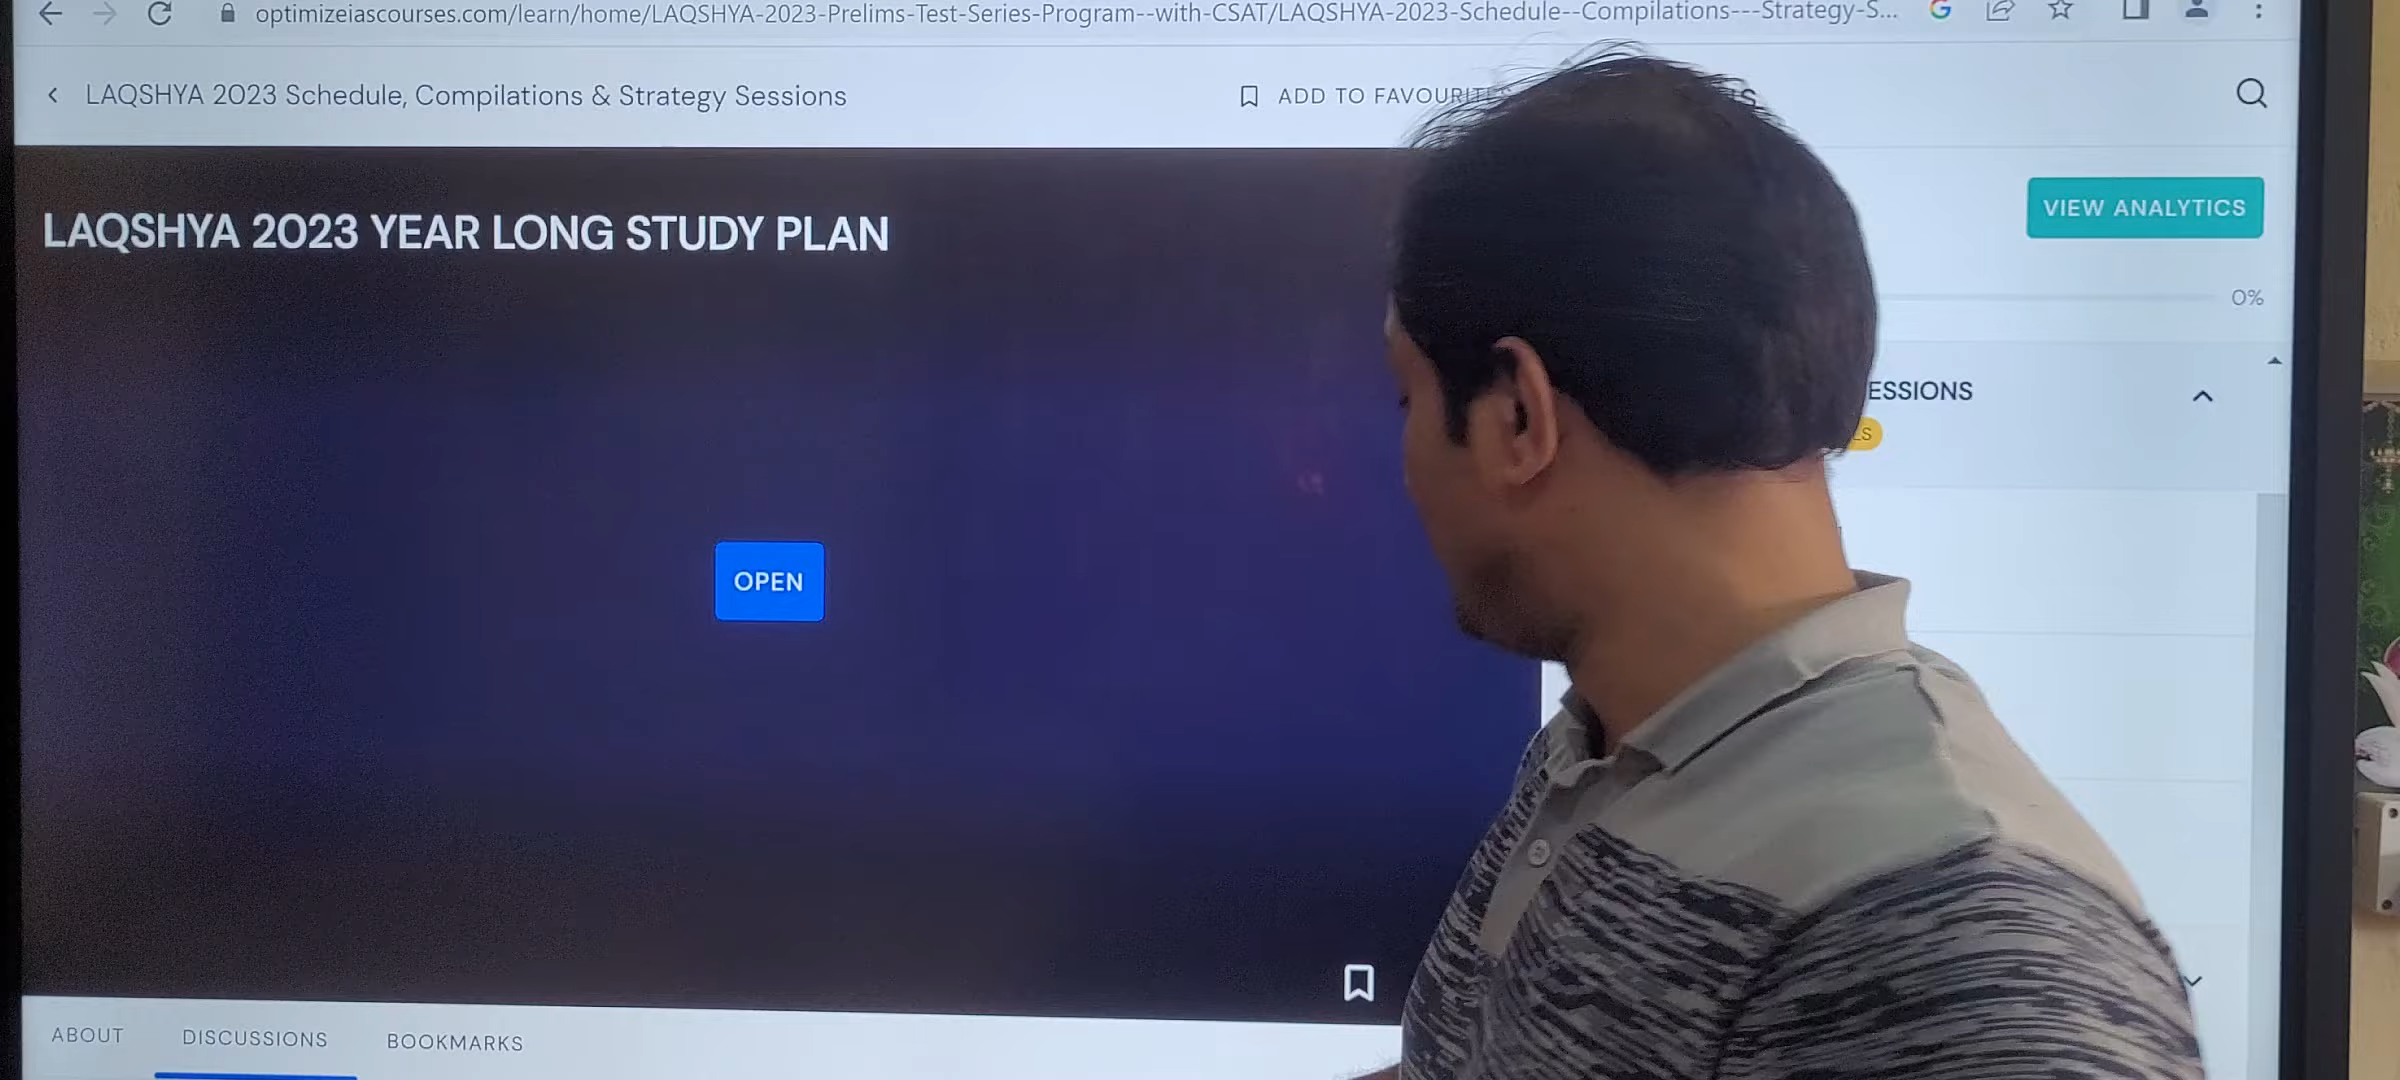 optimizeiascourses.com/learn/home/LAQSHYA-2023-Prelims-Test-Series-Program--with-CSAT/LAQSHYA-2023-Schedule--Compilations---Strategy-S...
LAQSHYA 2023 Schedule, Compilations & Strategy Sessions
ADD TO FAVOURITES
VIEW ANALYTICS
LAQSHYA 2023 YEAR LONG STUDY PLAN
0%
ESSIONS
LS
OPEN
ABOUT DISCUSSIONS BOOKMARKS